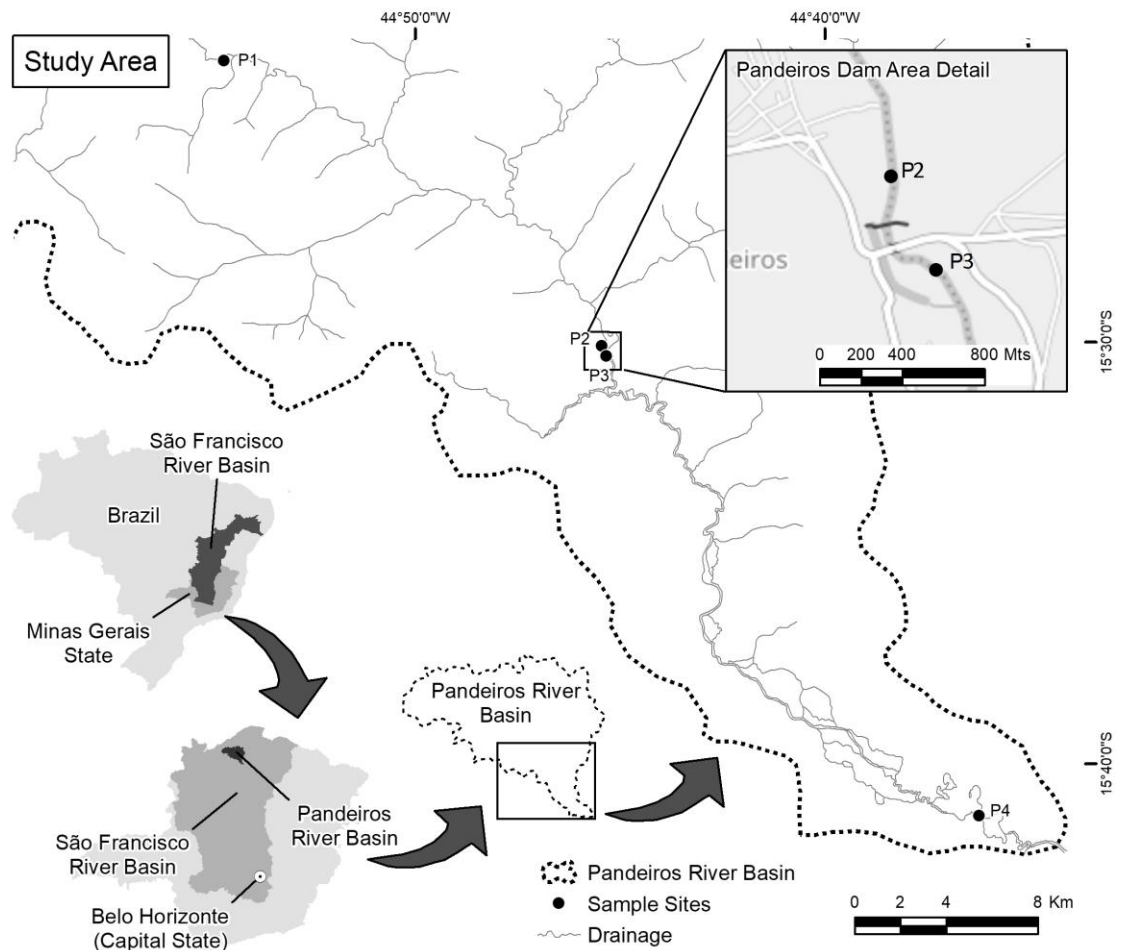 44°50'0"W
44°40'0"W
Study Area
P1
Pandeiros Dam Area Detail
P2
P3
eiros
0 200 400 800 Mts
15°30'0"S
P2
P3
São Francisco
River Basin
Brazil
Minas Gerais
State
Pandeiros River
Basin
15°40'0"S
P4
Pandeiros
River Basin
São Francisco
River Basin
Belo Horizonte
(Capital State)
Pandeiros River Basin
Sample Sites
Drainage
0 2 4 8 Km